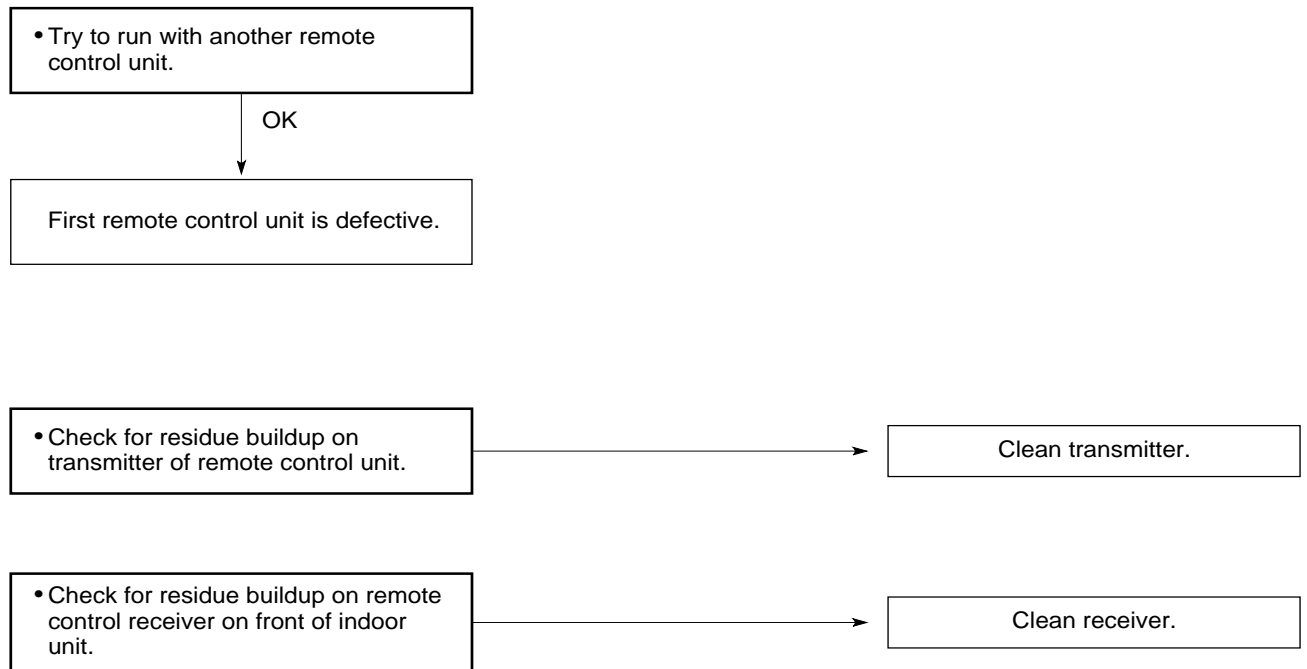 • Try to run with another remote
control unit.
OK
First remote control unit is defective.
• Check for residue buildup on
transmitter of remote control unit.
Clean transmitter.
• Check for residue buildup on remote
control receiver on front of indoor
unit.
Clean receiver.